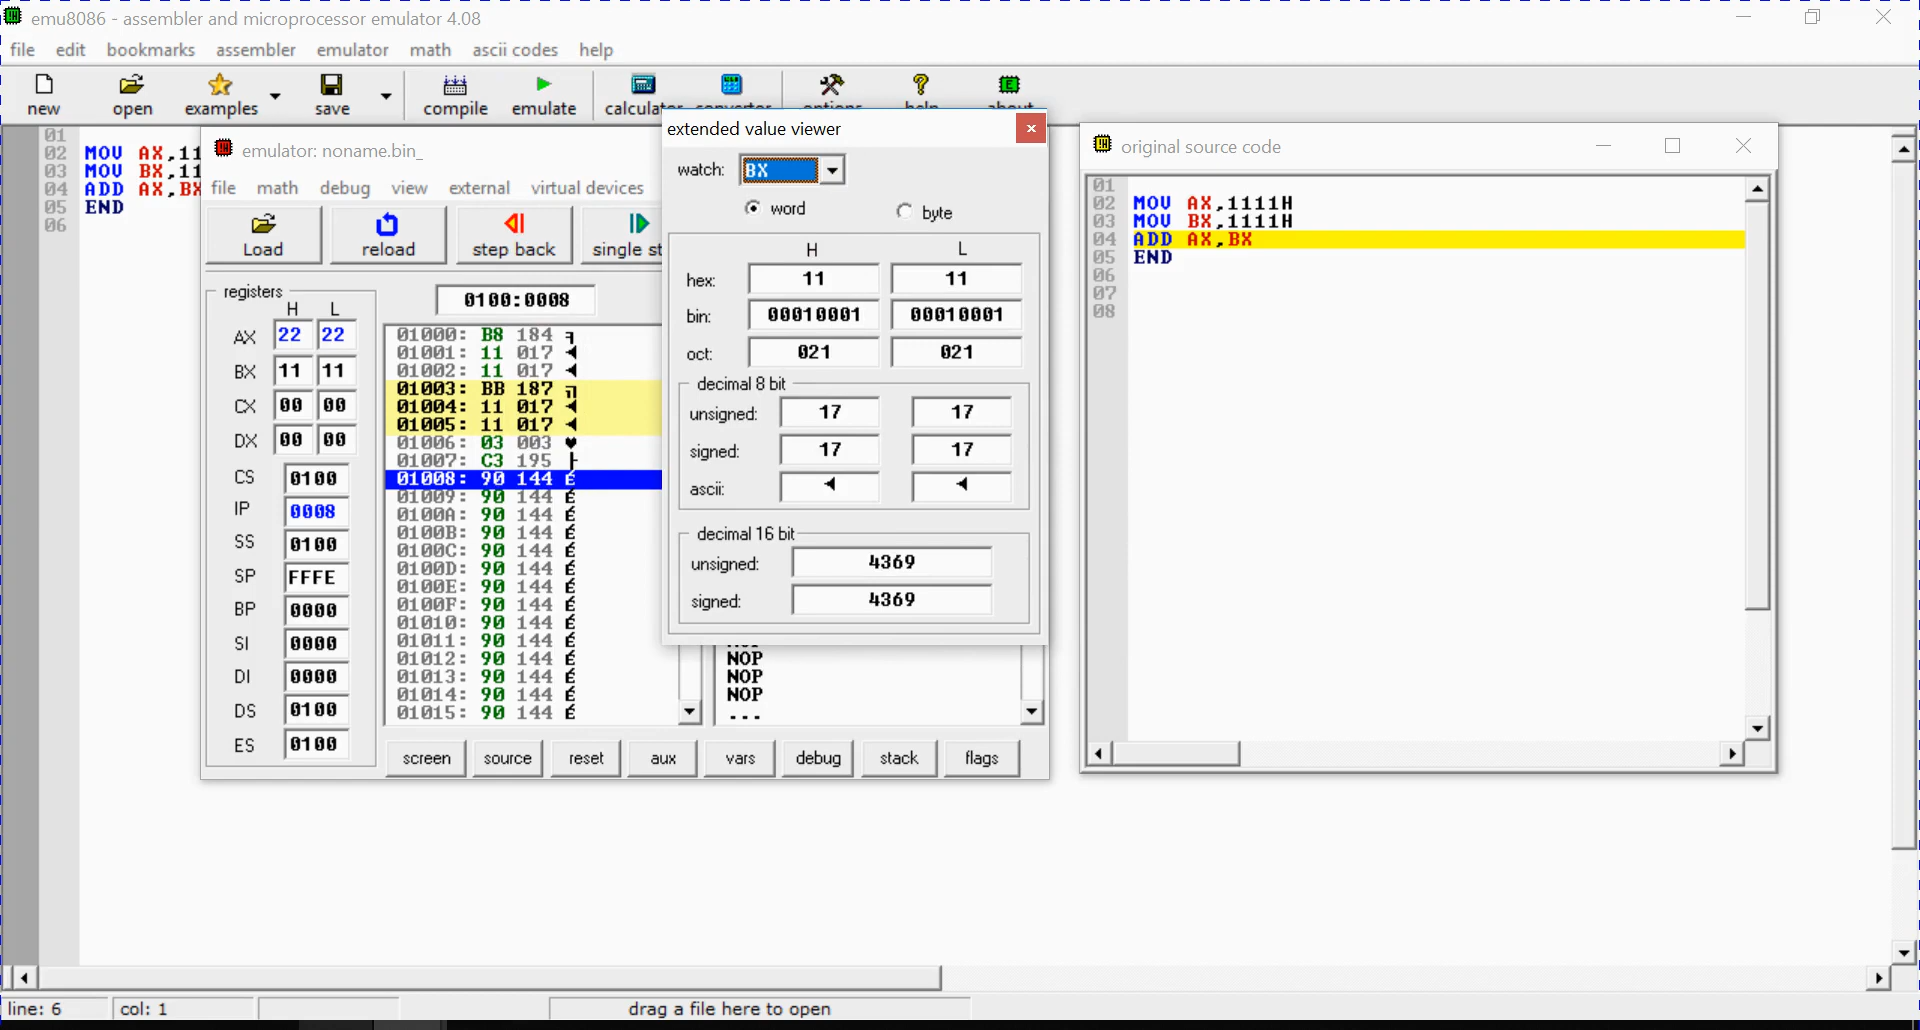 emu8086 - assembler and microprocessor emulator 4.08
file edit bookmarks assembler emulator math ascii codes help
new open examples save compile emulate calculator convertor options help about
01
02 MOV AX,11
03 MOV BX,11
04 ADD AX,BX
05 END
06
emulator: noname.bin_
file math debug view external virtual devices
Load reload step back single st
registers
H L
AX 22 22
BX 11 11
CX 00 00
DX 00 00
CS 0100
IP 0008
SS 0100
SP FFFE
BP 0000
SI 0000
DI 0000
DS 0100
ES 0100
0100:0008
01000: B8 184 ╕
01001: 11 017 ◄
01002: 11 017 ◄
01003: BB 187 ╗
01004: 11 017 ◄
01005: 11 017 ◄
01006: 03 003 ♥
01007: C3 195 ├
01008: 90 144 É
01009: 90 144 É
0100A: 90 144 É
0100B: 90 144 É
0100C: 90 144 É
0100D: 90 144 É
0100E: 90 144 É
0100F: 90 144 É
01010: 90 144 É
01011: 90 144 É
01012: 90 144 É
01013: 90 144 É
01014: 90 144 É
01015: 90 144 É
NOP
NOP
NOP
NOP
...
screen source reset aux vars debug stack flags
extended value viewer
watch: BX
word byte
H L
hex: 11 11
bin: 00010001 00010001
oct: 021 021
decimal 8 bit
unsigned: 17 17
signed: 17 17
ascii: ◄ ◄
decimal 16 bit
unsigned: 4369
signed: 4369
original source code
01
02 MOV AX,1111H
03 MOV BX,1111H
04 ADD AX,BX
05 END
06
07
08
line: 6 col: 1 drag a file here to open